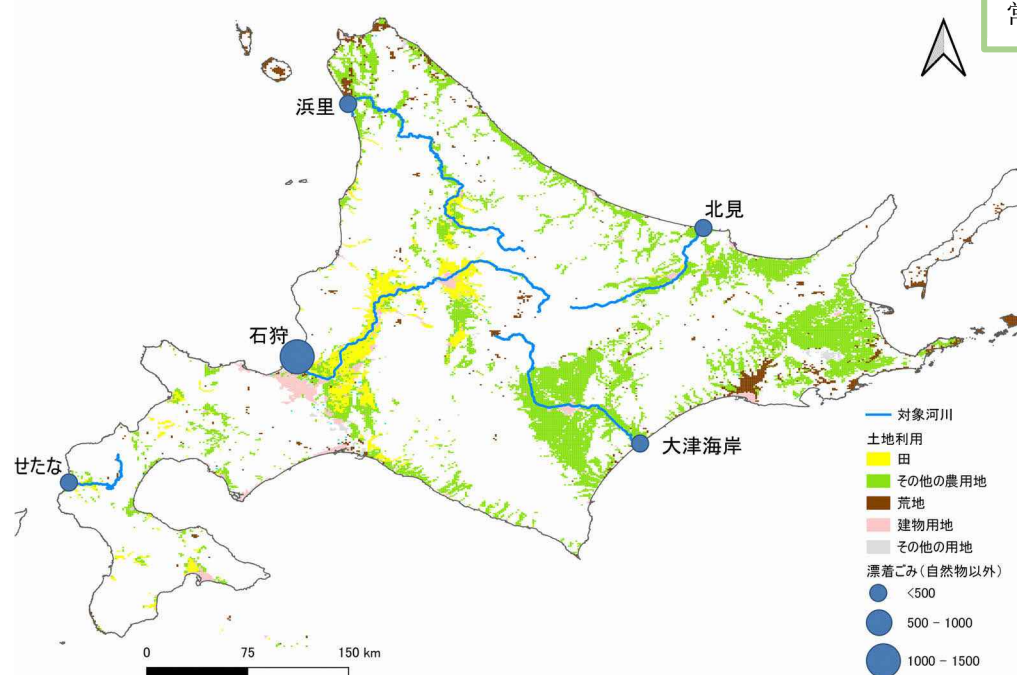 浜里
北見
石狩
大津海岸
せたな
対象河川
土地利用
田
その他の農用地
荒地
建物用地
その他の用地
漂着ごみ(自然物以外)
<500
500 - 1000
1000 - 1500
0 75 150 km